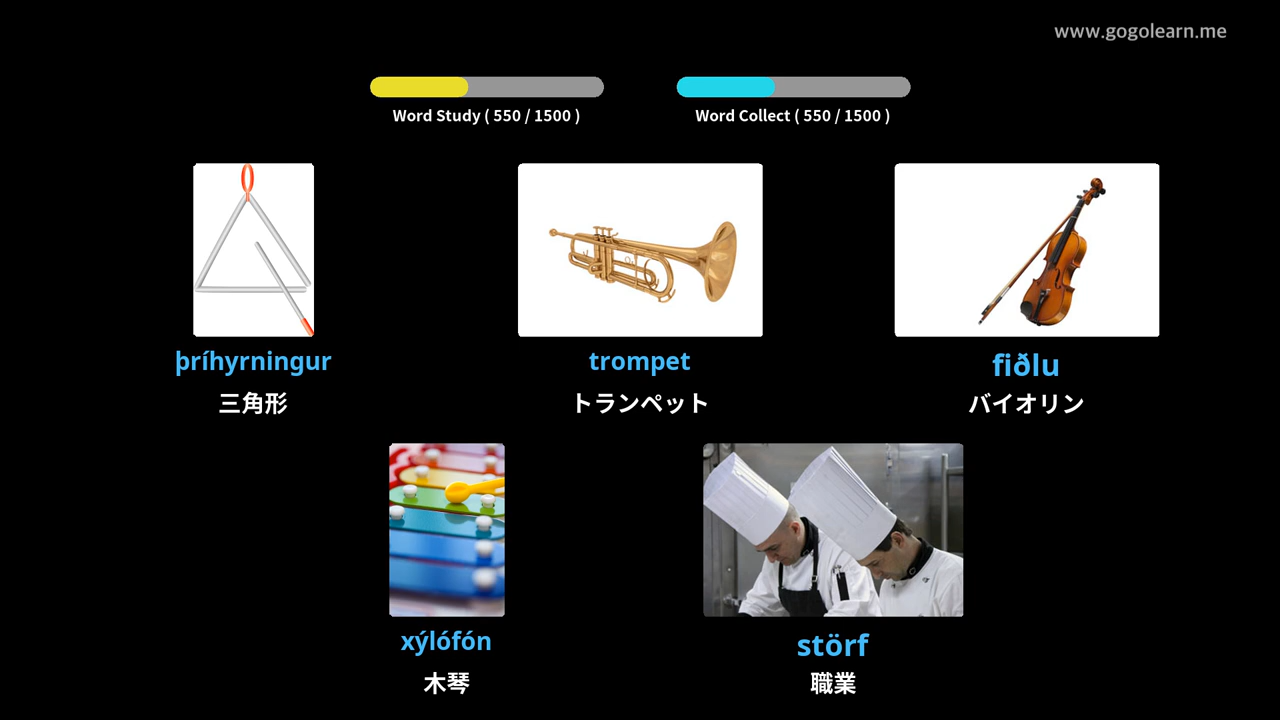 www.gogolearn.me
Word Study ( 550 / 1500 )
Word Collect ( 550 / 1500 )
þríhyrningur
三角形
trompet
トランペット
fiðlu
バイオリン
xýlófón
木琴
störf
職業